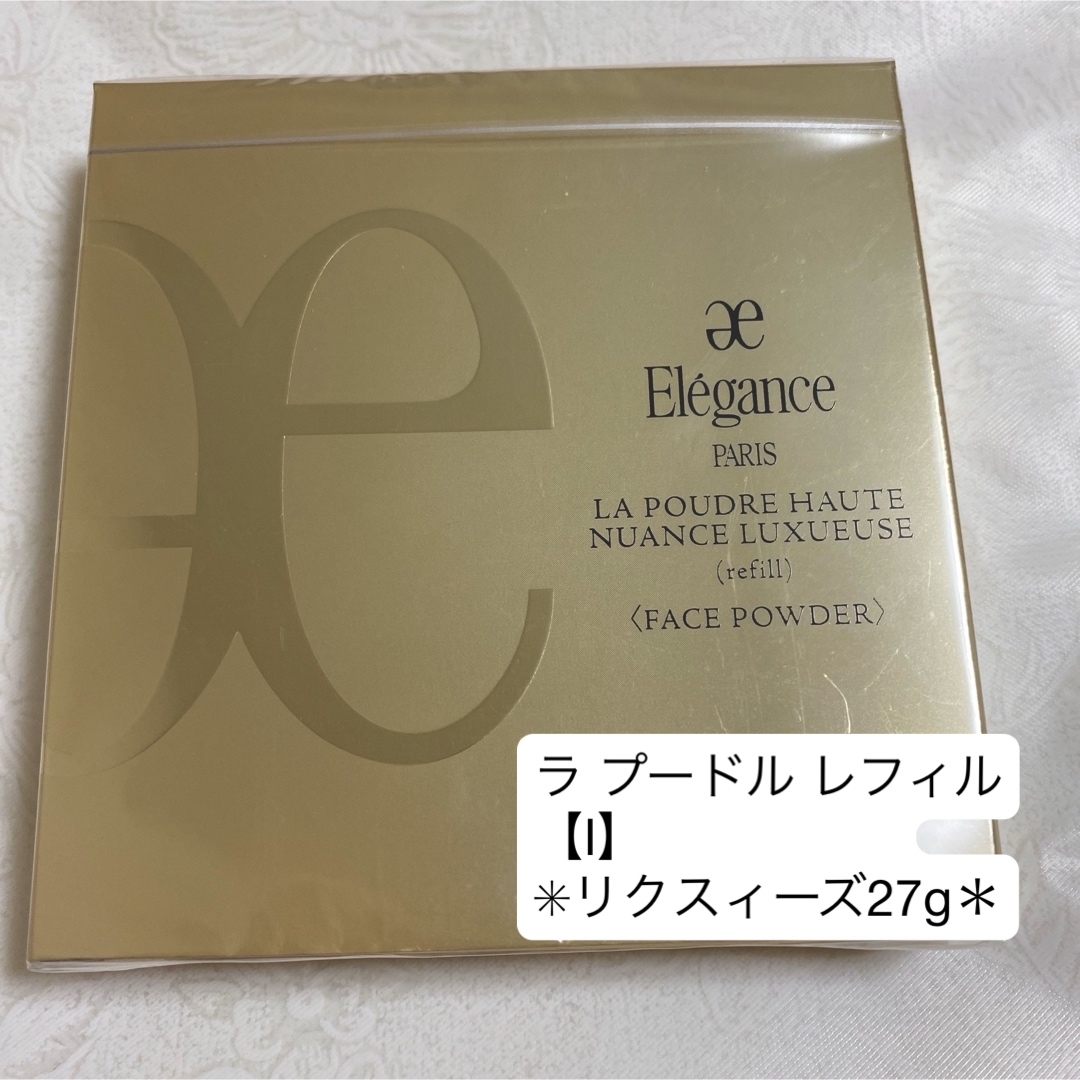 æ
Elégance
PARIS
LA POUDRE HAUTE
NUANCE LUXUEUSE
(refill)
〈FACE POWDER〉
ラ プードル レフィル
【I】
✳︎リクスィーズ27g＊